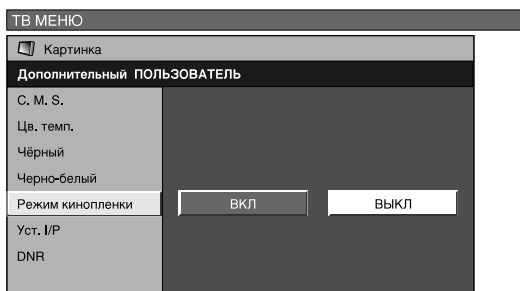 ТВ МЕНЮ
Картинка
Дополнительный ПОЛЬЗОВАТЕЛЬ
C. M. S.
Цв. темп.
Чёрный
Черно-белый
Режим кинопленки ВКЛ ВЫКЛ
Уст. I/P
DNR